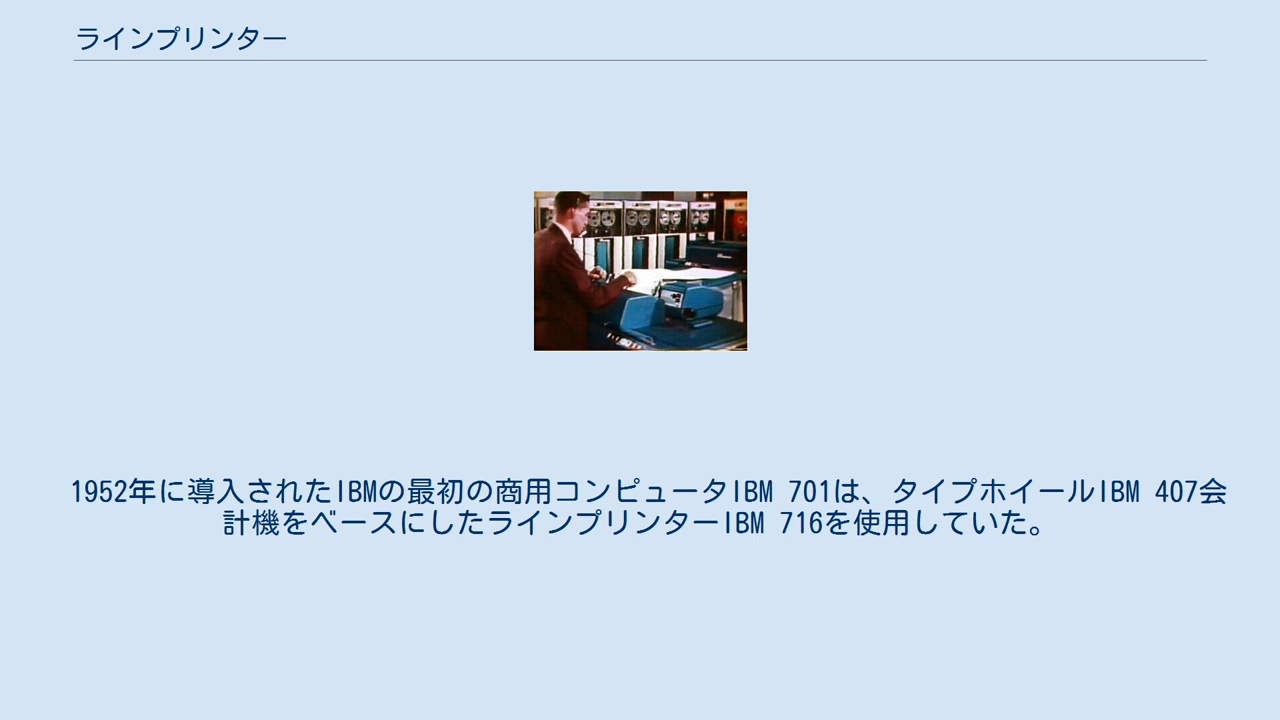 ラインプリンター
1952年に導入されたIBMの最初の商用コンピュータIBM 701は、タイプホイールIBM 407会
計機をベースにしたラインプリンターIBM 716を使用していた。